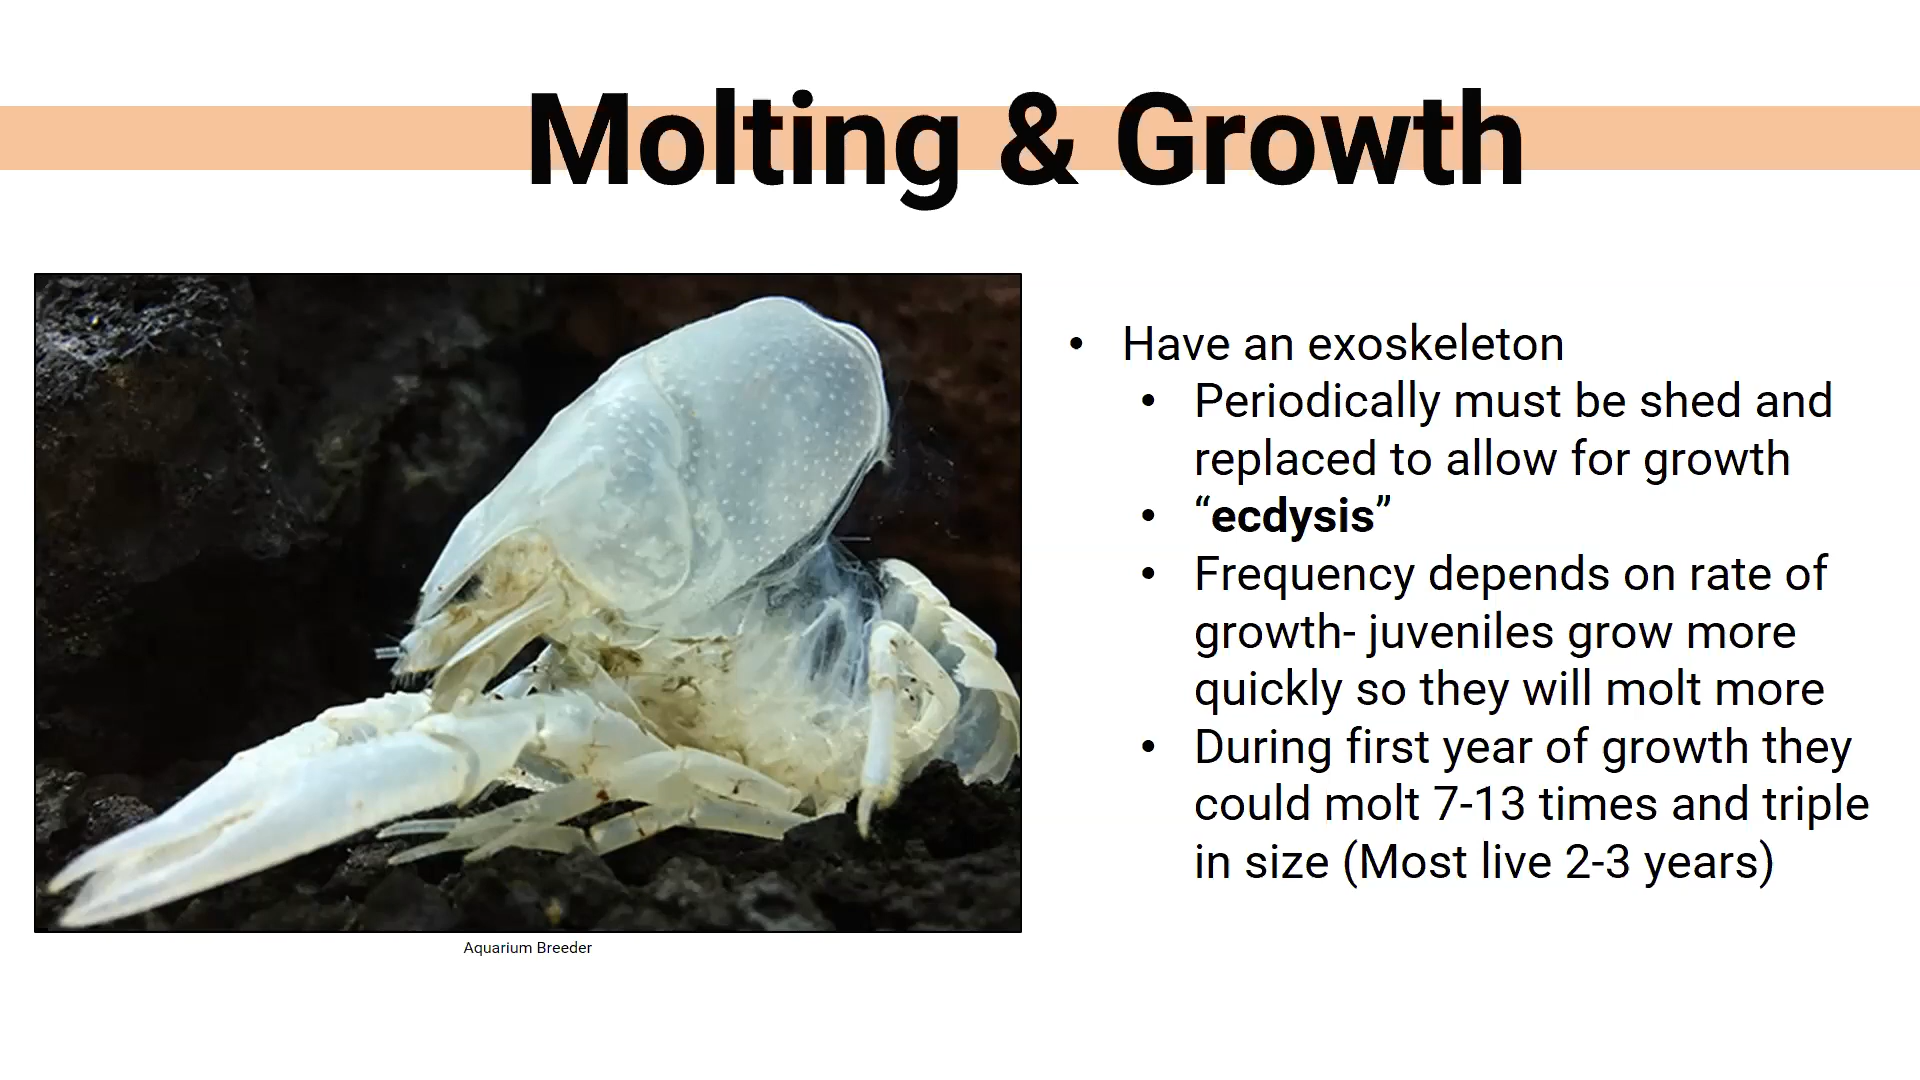 Molting & Growth
• Have an exoskeleton
• Periodically must be shed and
replaced to allow for growth
• “ecdysis”
• Frequency depends on rate of
growth- juveniles grow more
quickly so they will molt more
• During first year of growth they
could molt 7-13 times and triple
in size (Most live 2-3 years)
Aquarium Breeder